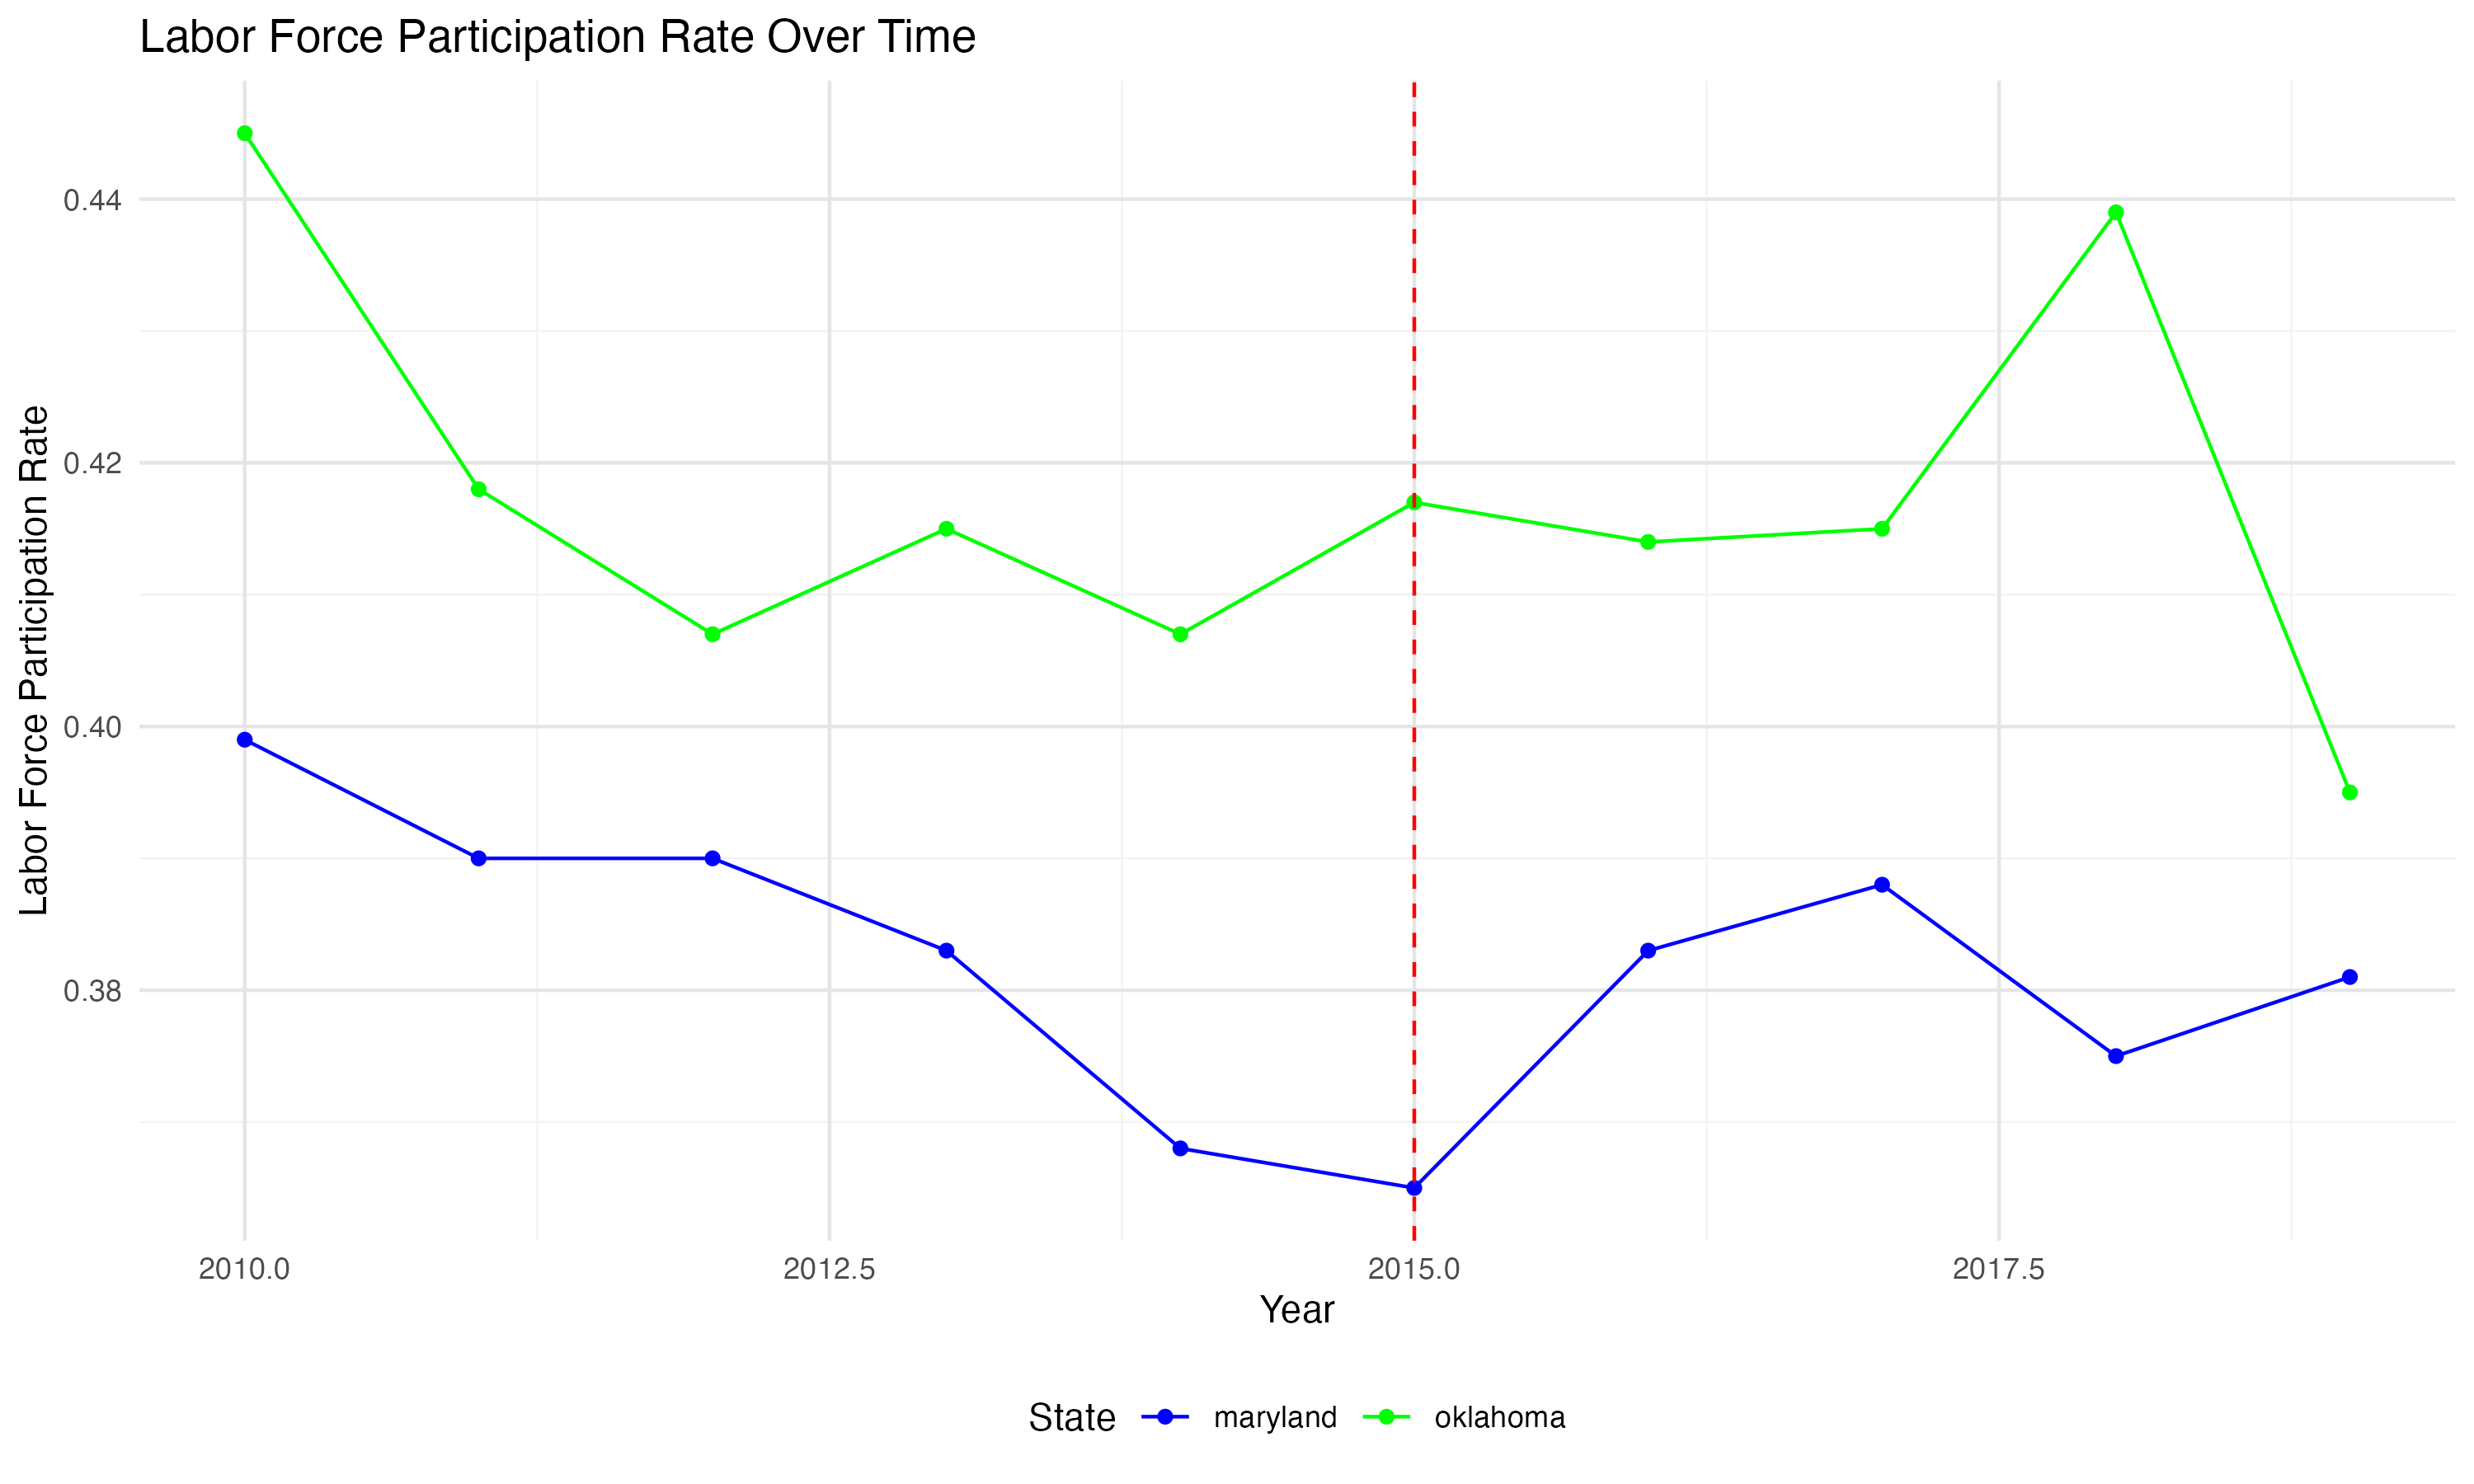 Labor Force Participation Rate Over Time
Labor Force Participation Rate
0.44
0.42
0.40
0.38
2010.0 2012.5 2015.0 2017.5
Year
State maryland oklahoma